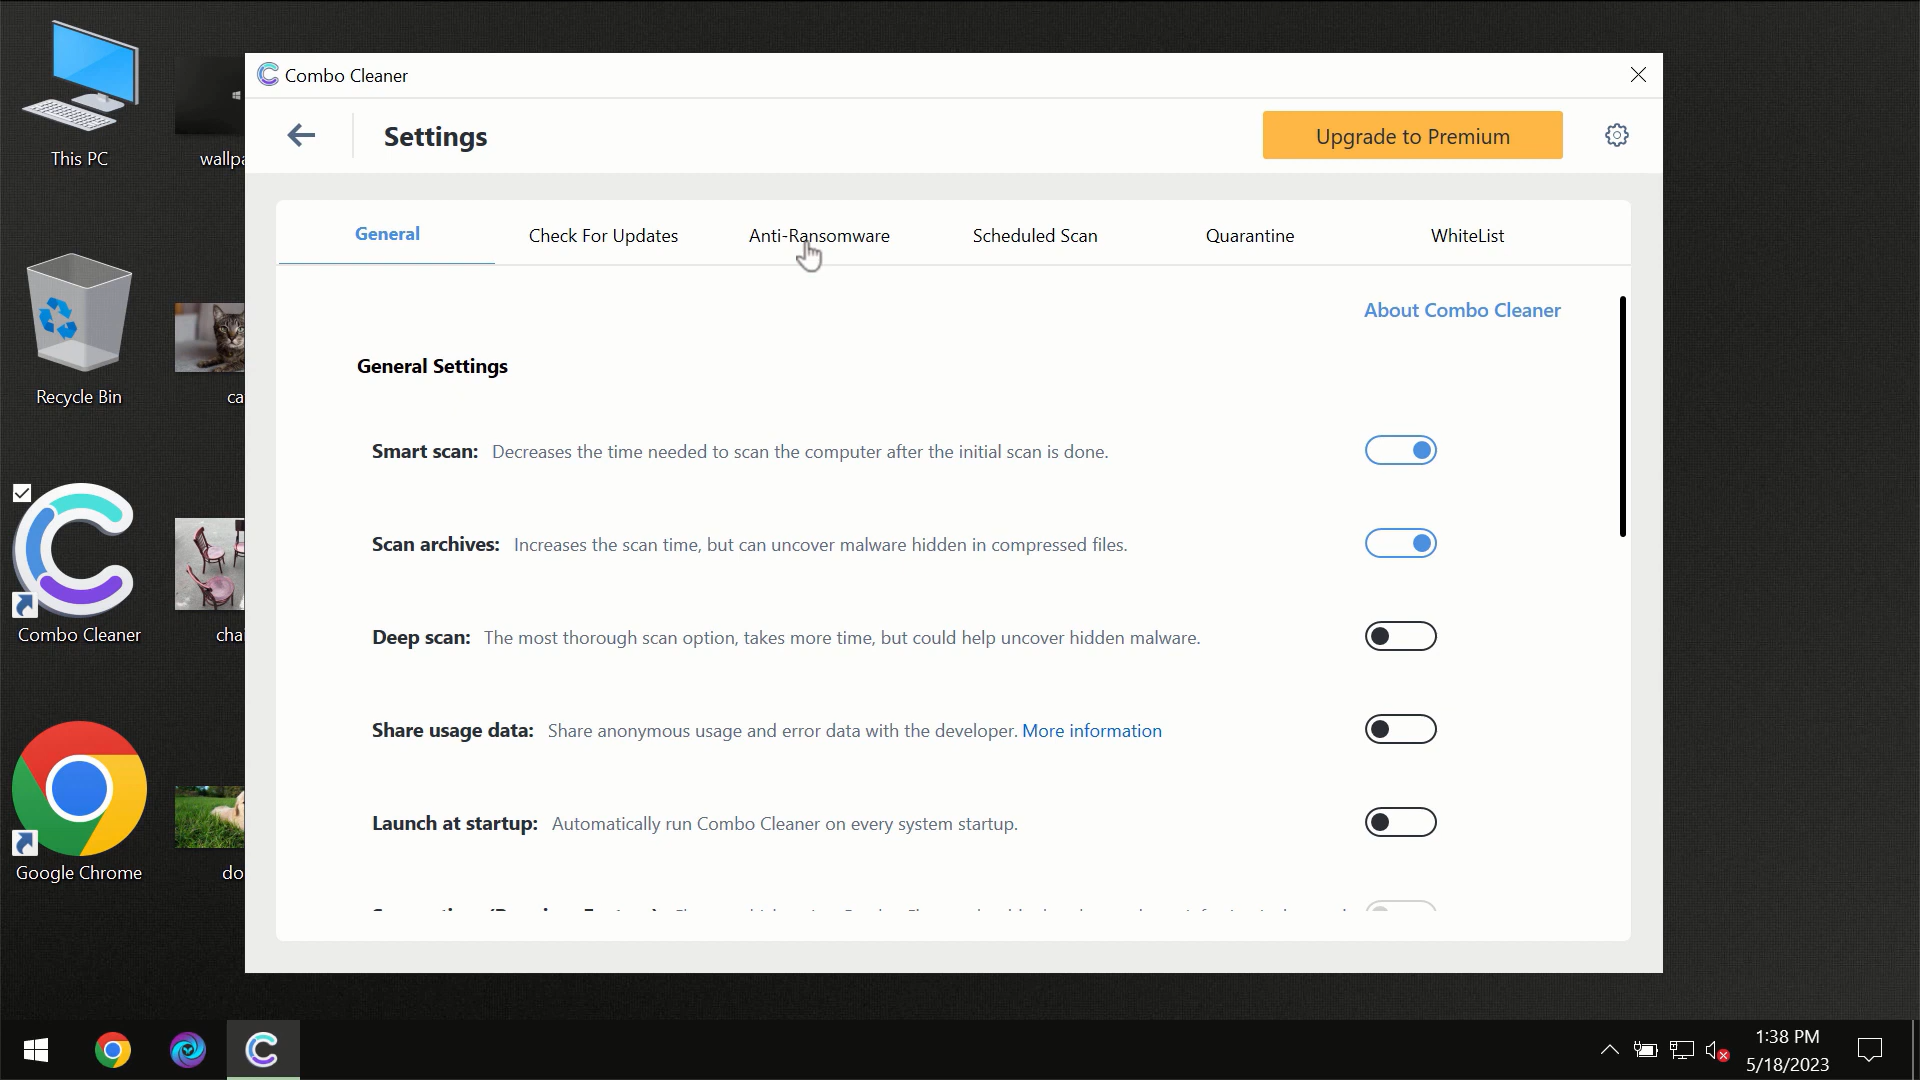 Combo Cleaner
Settings
Upgrade to Premium
General
Check For Updates
Anti-Ransomware
Scheduled Scan
Quarantine
WhiteList
About Combo Cleaner
General Settings
Smart scan: Decreases the time needed to scan the computer after the initial scan is done.
Scan archives: Increases the scan time, but can uncover malware hidden in compressed files.
Deep scan: The most thorough scan option, takes more time, but could help uncover hidden malware.
Share usage data: Share anonymous usage and error data with the developer. More information
Launch at startup: Automatically run Combo Cleaner on every system startup.
This PC
wallpa
Recycle Bin
ca
Combo Cleaner
chai
Google Chrome
do
1:38 PM
5/18/2023